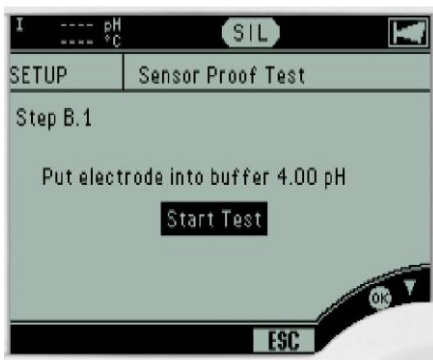 I ---- pH SIL
---- °C
SETUP Sensor Proof Test
Step B.1
Put electrode into buffer 4.00 pH
Start Test
OK
ESC